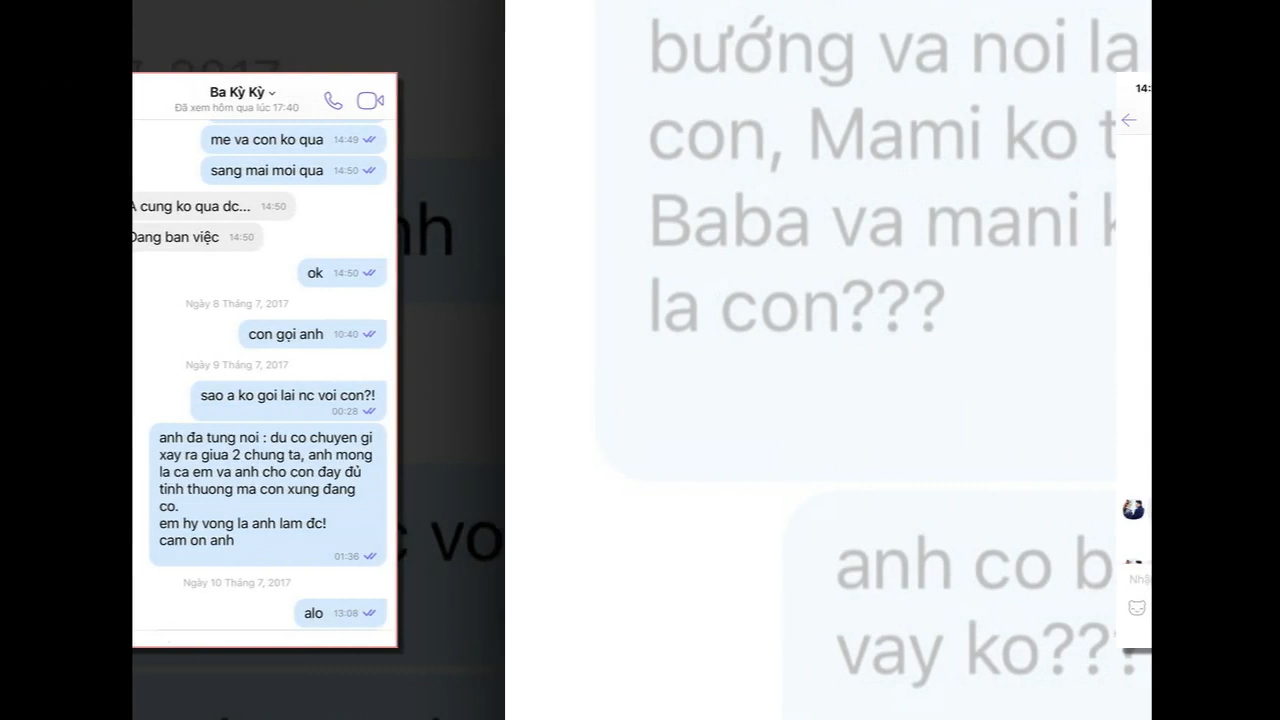 Ba Kỳ Kỳ
Đã xem hôm qua lúc 17:40
me va con ko qua 14:49
sang mai moi qua 14:50
A cung ko qua dc... 14:50
Dang ban việc 14:50
ok 14:50
Ngày 8 Tháng 7, 2017
con gọi anh 10:40
Ngày 9 Tháng 7, 2017
sao a ko goi lai nc voi con?!
00:28
anh đa tung noi : du co chuyen gi
xay ra giua 2 chung ta, anh mong
la ca em va anh cho con đay đủ
tinh thuong ma con xung đang
co.
em hy vong la anh lam đc!
cam on anh
01:36
Ngày 10 Tháng 7, 2017
alo 13:08
nh
vo
bướng va noi la
con, Mami ko t
Baba va mani k
la con???
anh co b
vay ko???
14:
Nhậ